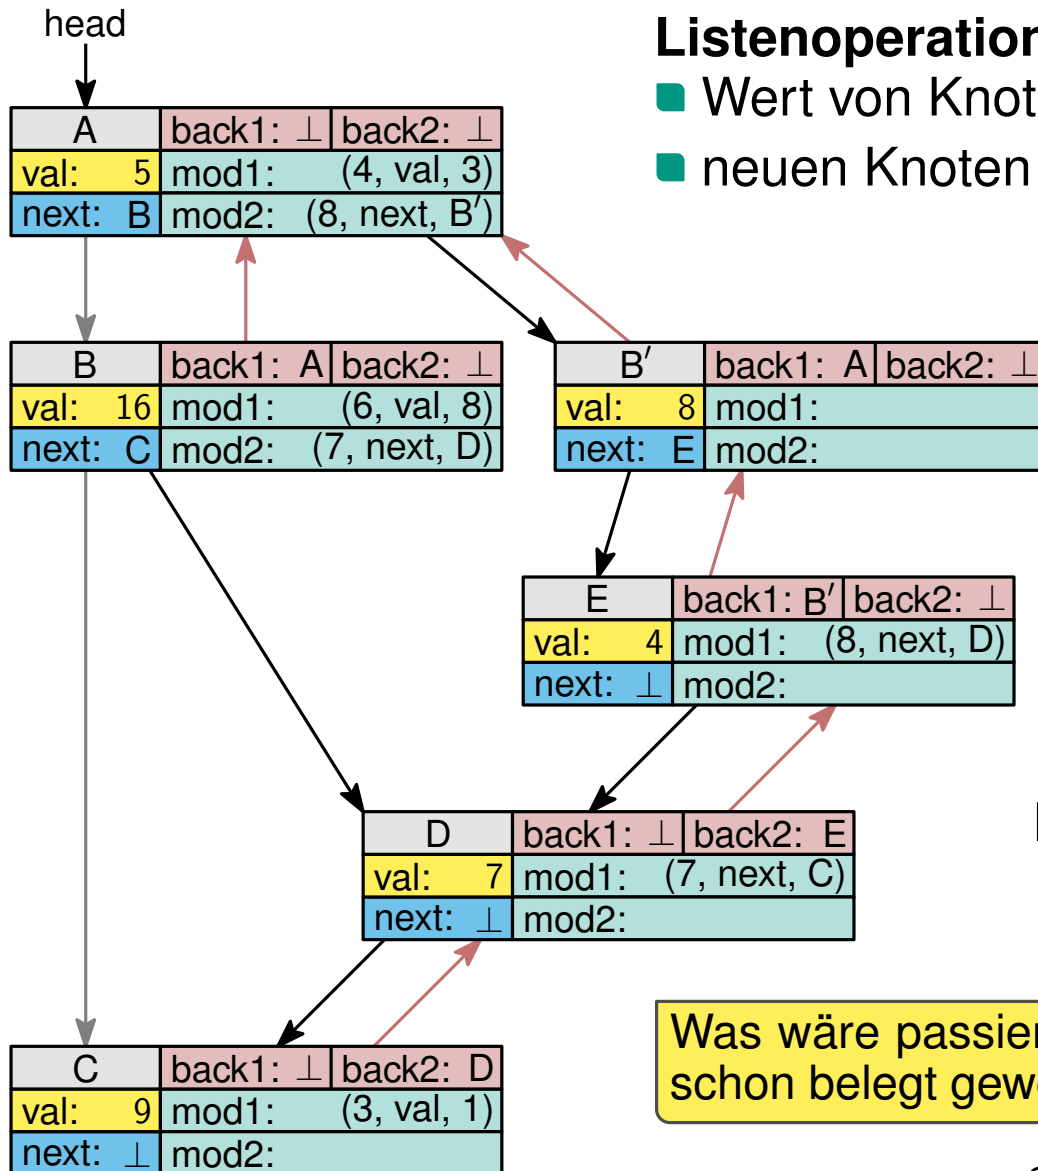 head
Listenoperation
Wert von Knot
neuen Knoten
A back1: ⊥ back2: ⊥
val: 5 mod1: (4, val, 3)
next: B mod2: (8, next, B′)
B back1: A back2: ⊥
val: 16 mod1: (6, val, 8)
next: C mod2: (7, next, D)
B′ back1: A back2: ⊥
val: 8 mod1:
next: E mod2:
E back1: B′ back2: ⊥
val: 4 mod1: (8, next, D)
next: ⊥ mod2:
D back1: ⊥ back2: E
val: 7 mod1: (7, next, C)
next: ⊥ mod2:
Was wäre passier
schon belegt gew
C back1: ⊥ back2: D
val: 9 mod1: (3, val, 1)
next: ⊥ mod2: